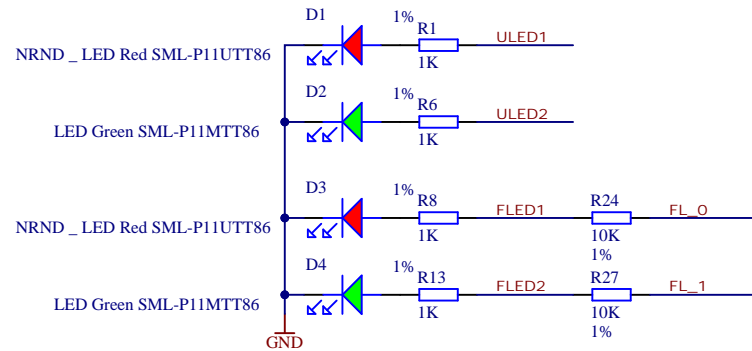 D1
1%
R1
ULED1
NRND _ LED Red SML-P11UTT86
1K
D2
1%
R6
ULED2
LED Green SML-P11MTT86
1K
D3
1%
R8
FLED1
R24
FL_0
NRND _ LED Red SML-P11UTT86
1K
10K
1%
D4
1%
R13
FLED2
R27
FL_1
LED Green SML-P11MTT86
1K
10K
1%
GND